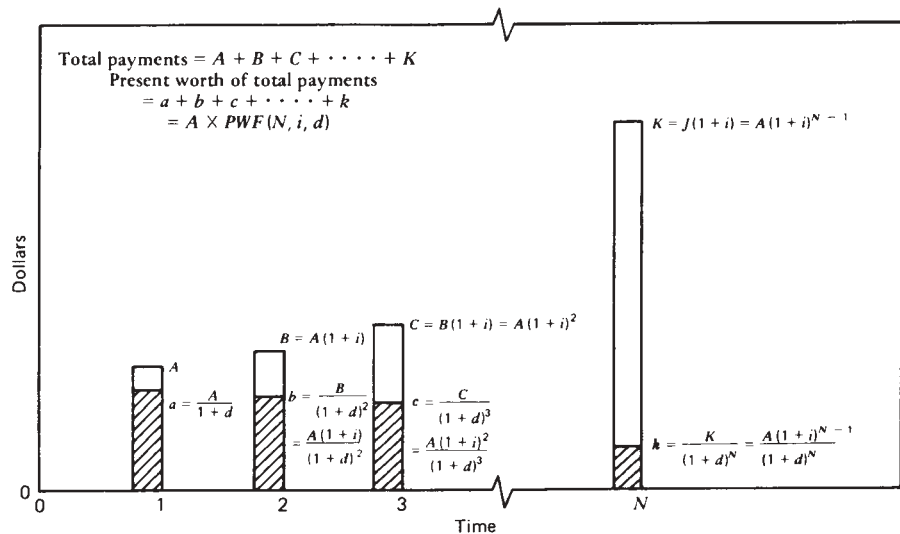 Total payments = A + B + C + · · · · + K
Present worth of total payments
= a + b + c + · · · · + k
= A × PWF(N, i, d)
K = J(1 + i) = A(1 + i)^{N − 1}
Dollars
C = B(1 + i) = A(1 + i)^2
B = A(1 + i)
A
a = A/(1 + d)
b = B/(1 + d)^2
= A(1 + i)/(1 + d)^2
c = C/(1 + d)^3
= A(1 + i)^2/(1 + d)^3
k = K/(1 + d)^N = A(1 + i)^{N − 1}/(1 + d)^N
0
0 1 2 3 N
Time